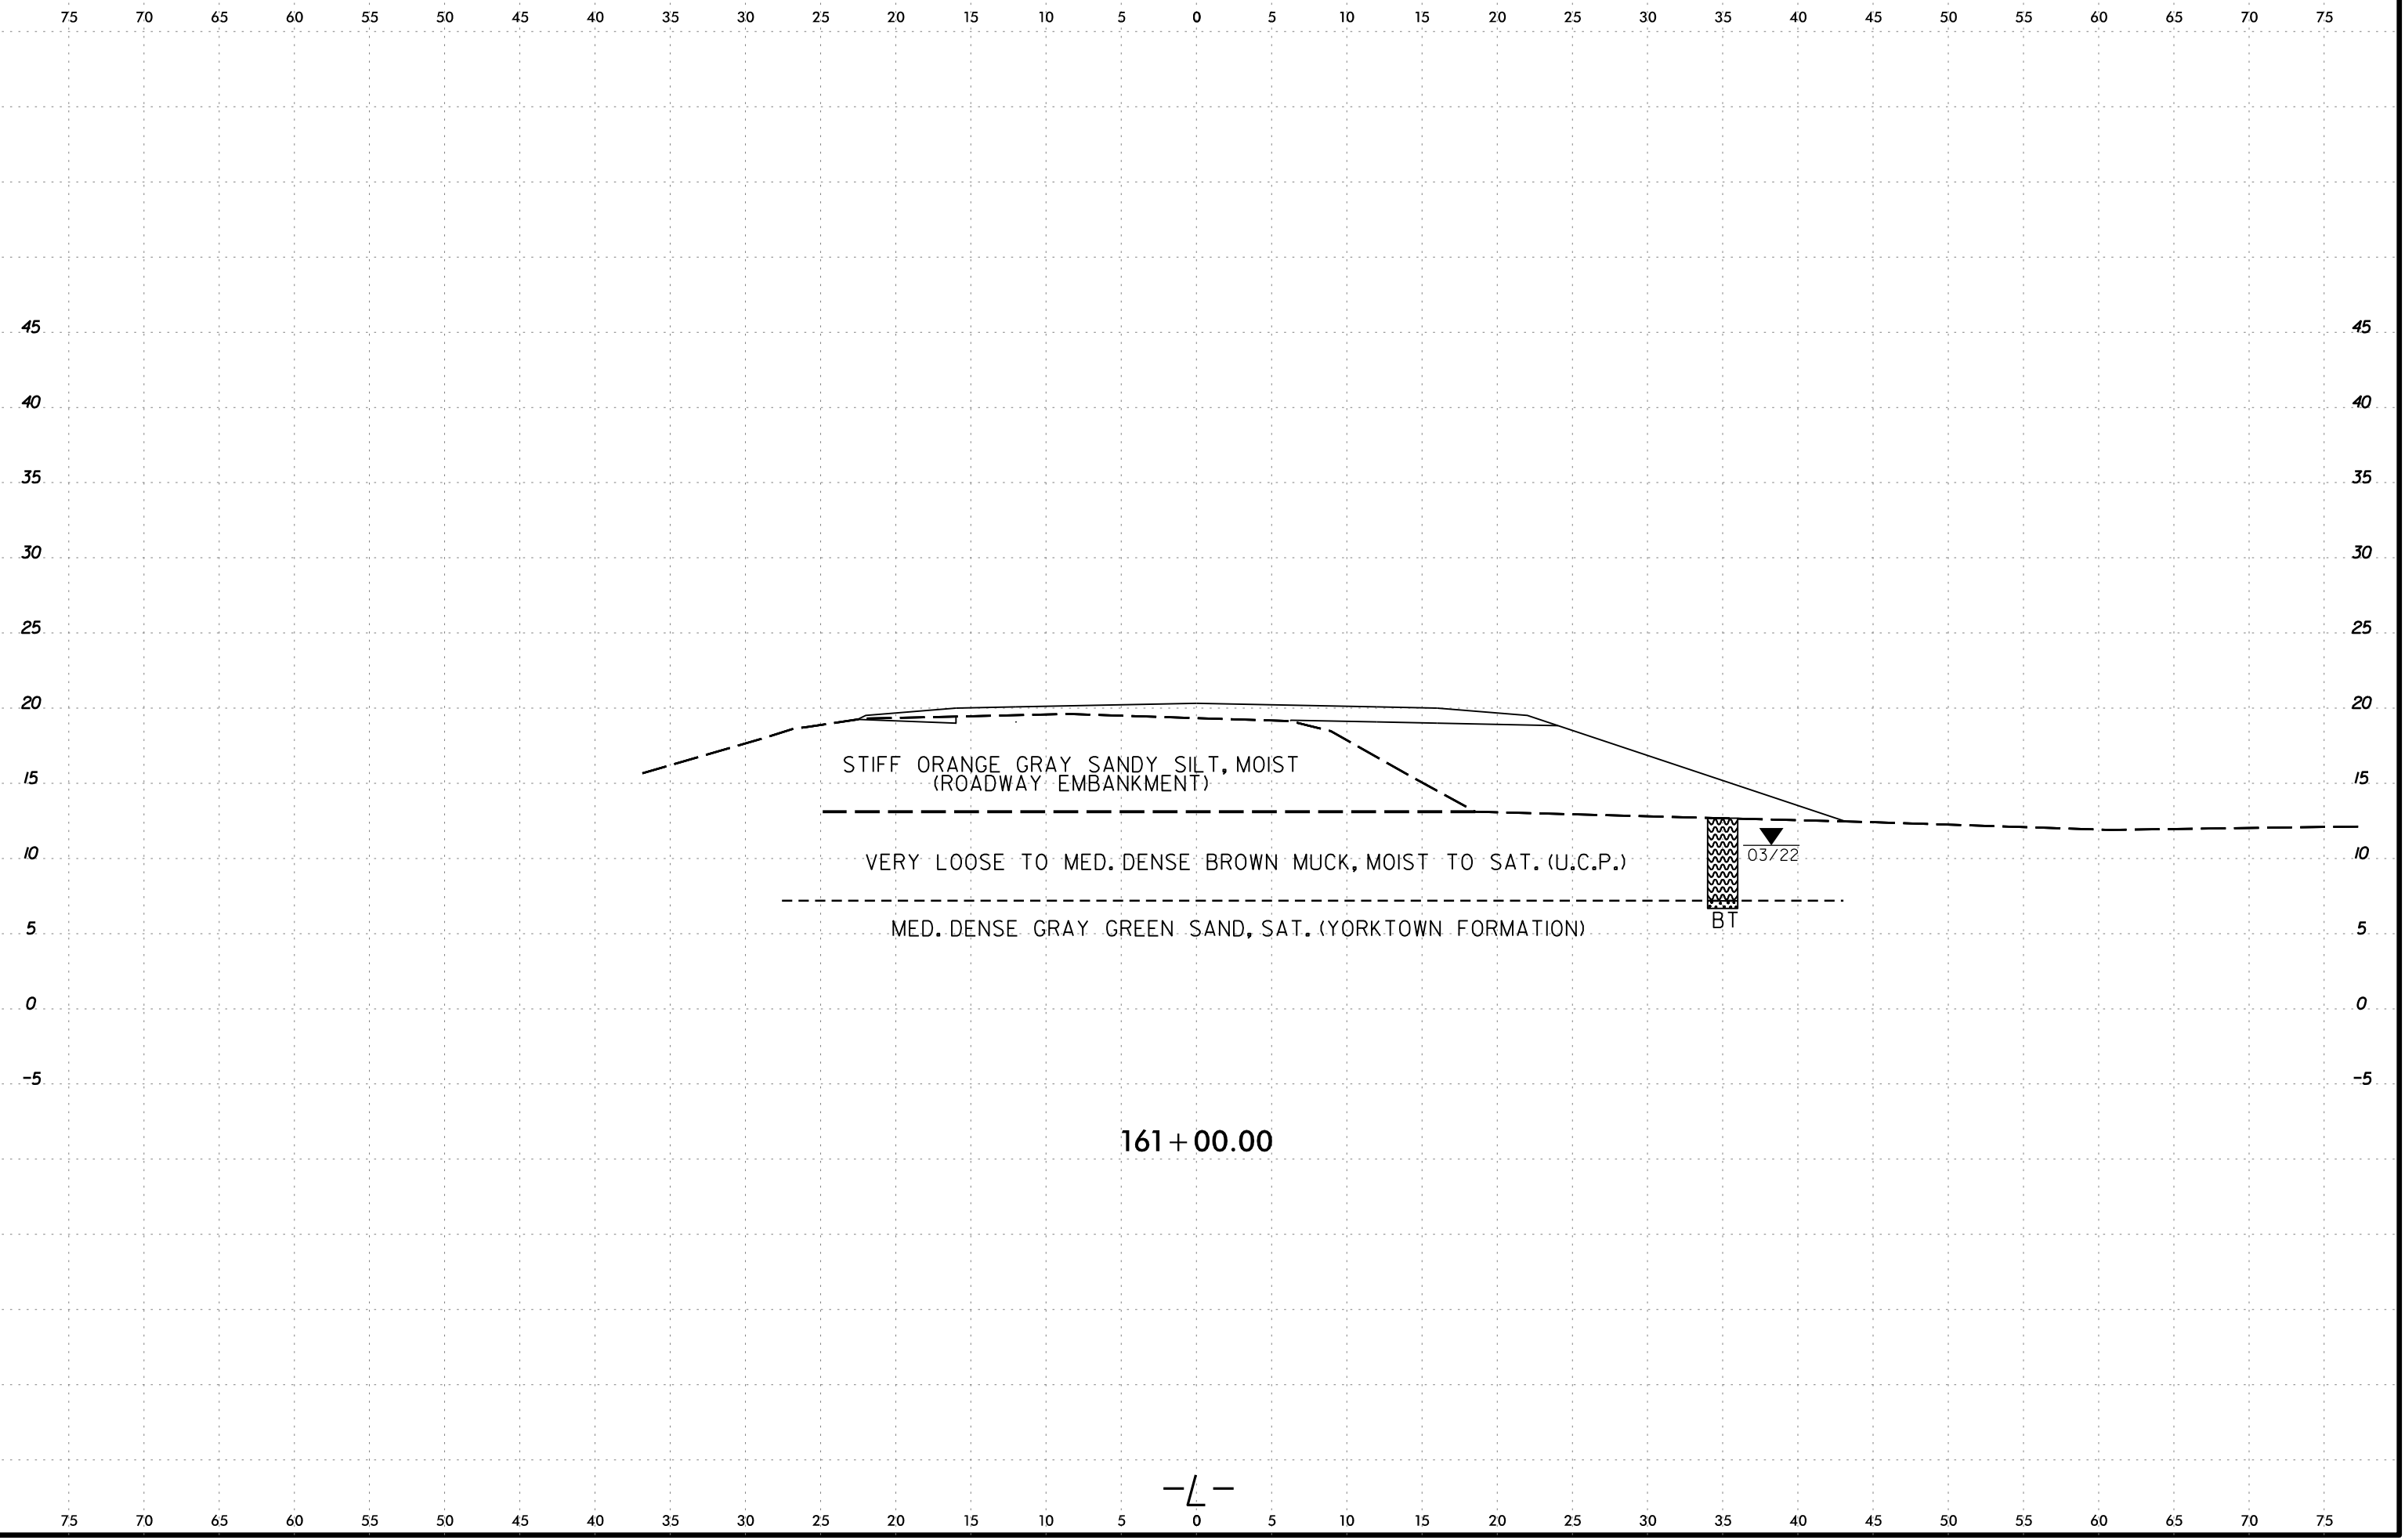 75 70 65 60 55 50 45 40 35 30 25 20 15 10 5 0 5 10 15 20 25 30 35 40 45 50 55 60 65 70 75
45 45
40 40
35 35
30 30
25 25
20 20
STIFF ORANGE GRAY SANDY SILT, MOIST
15 (ROADWAY EMBANKMENT) 15
10 03/22 10
VERY LOOSE TO MED. DENSE BROWN MUCK, MOIST TO SAT. (U.C.P.)
BT
5 MED. DENSE GRAY GREEN SAND, SAT. (YORKTOWN FORMATION) 5
0 0
-5 -5
161+00.00
-L-
75 70 65 60 55 50 45 40 35 30 25 20 15 10 5 0 5 10 15 20 25 30 35 40 45 50 55 60 65 70 75